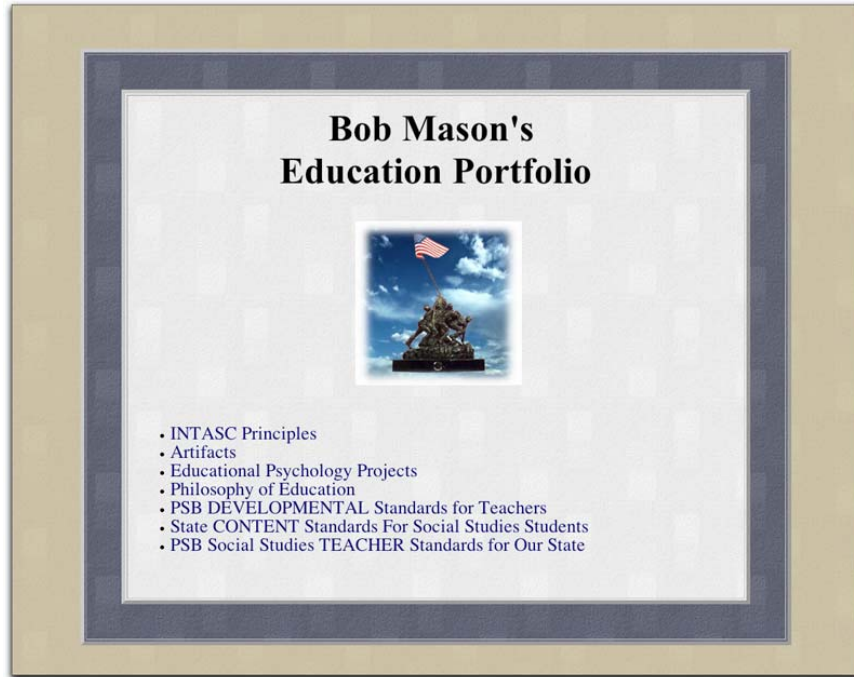 Bob Mason's
Education Portfolio
• INTASC Principles
• Artifacts
• Educational Psychology Projects
• Philosophy of Education
• PSB DEVELOPMENTAL Standards for Teachers
• State CONTENT Standards For Social Studies Students
• PSB Social Studies TEACHER Standards for Our State